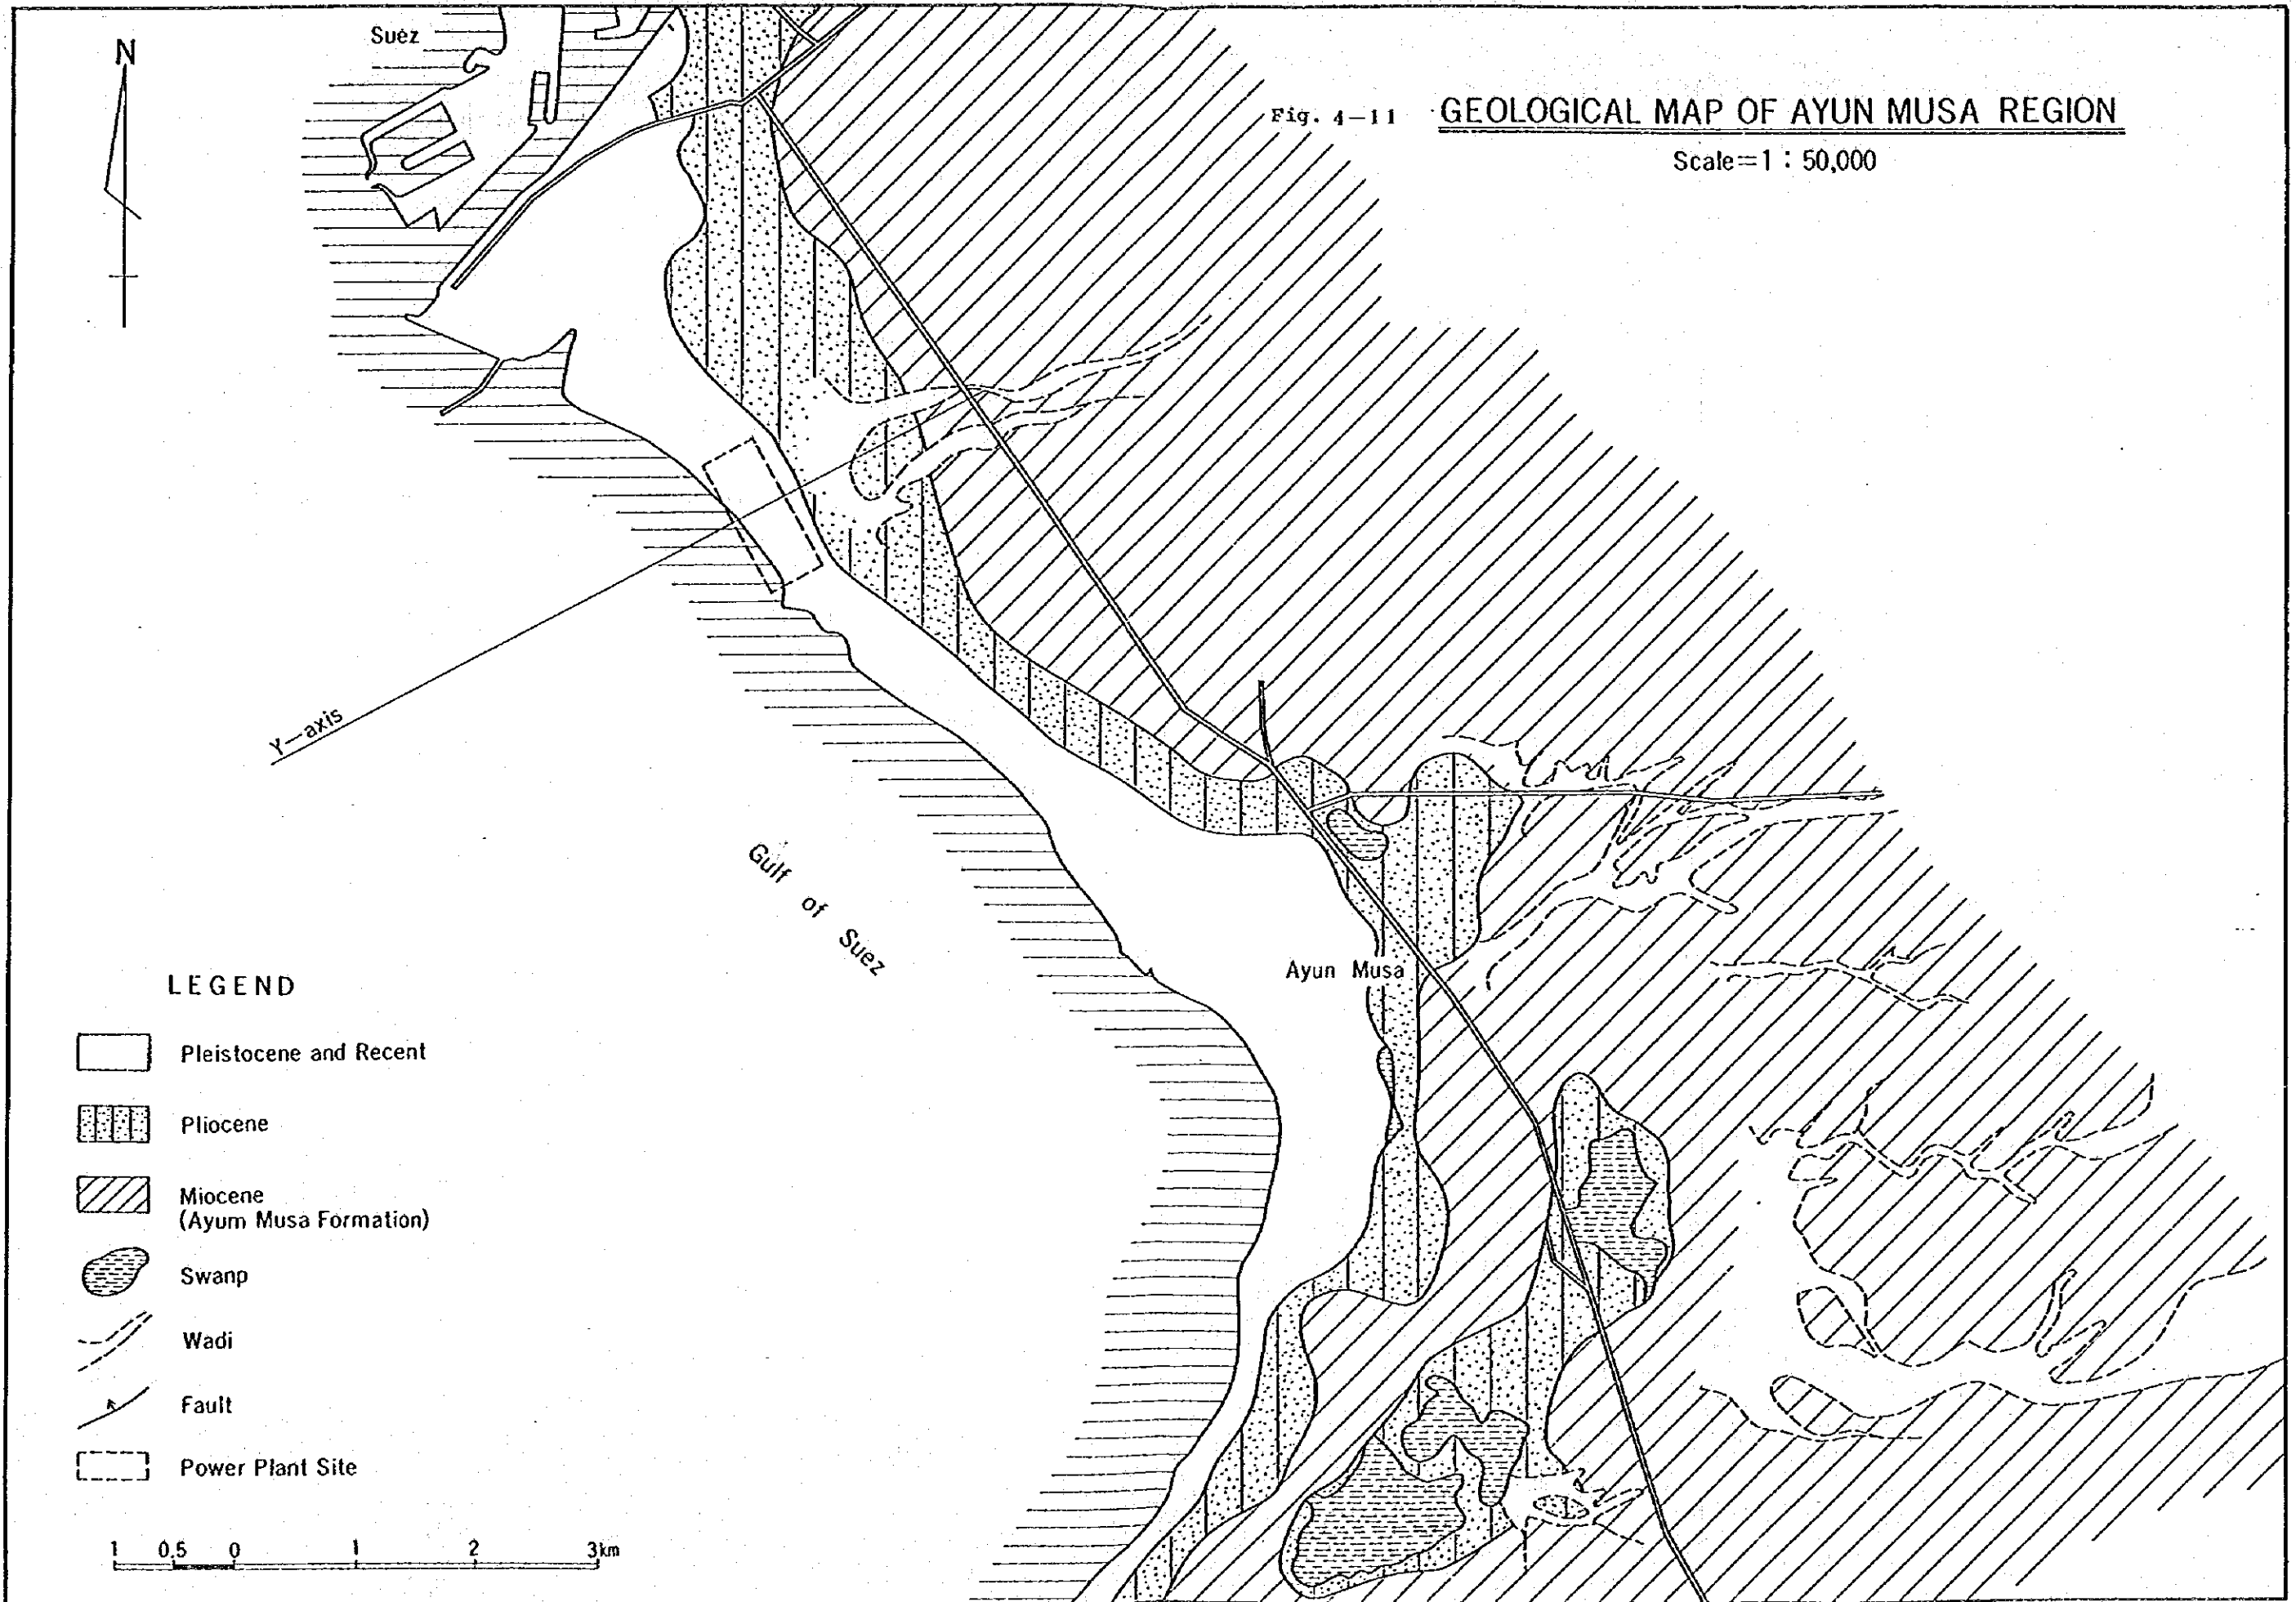 N
Suez
Fig. 4-11 GEOLOGICAL MAP OF AYUN MUSA REGION
Scale=1 : 50,000
Y-axis
Gulf of Suez
Ayun Musa
LEGEND
Pleistocene and Recent
Pliocene
Miocene
(Ayum Musa Formation)
Swanp
Wadi
Fault
Power Plant Site
1 0.5 0 1 2 3km